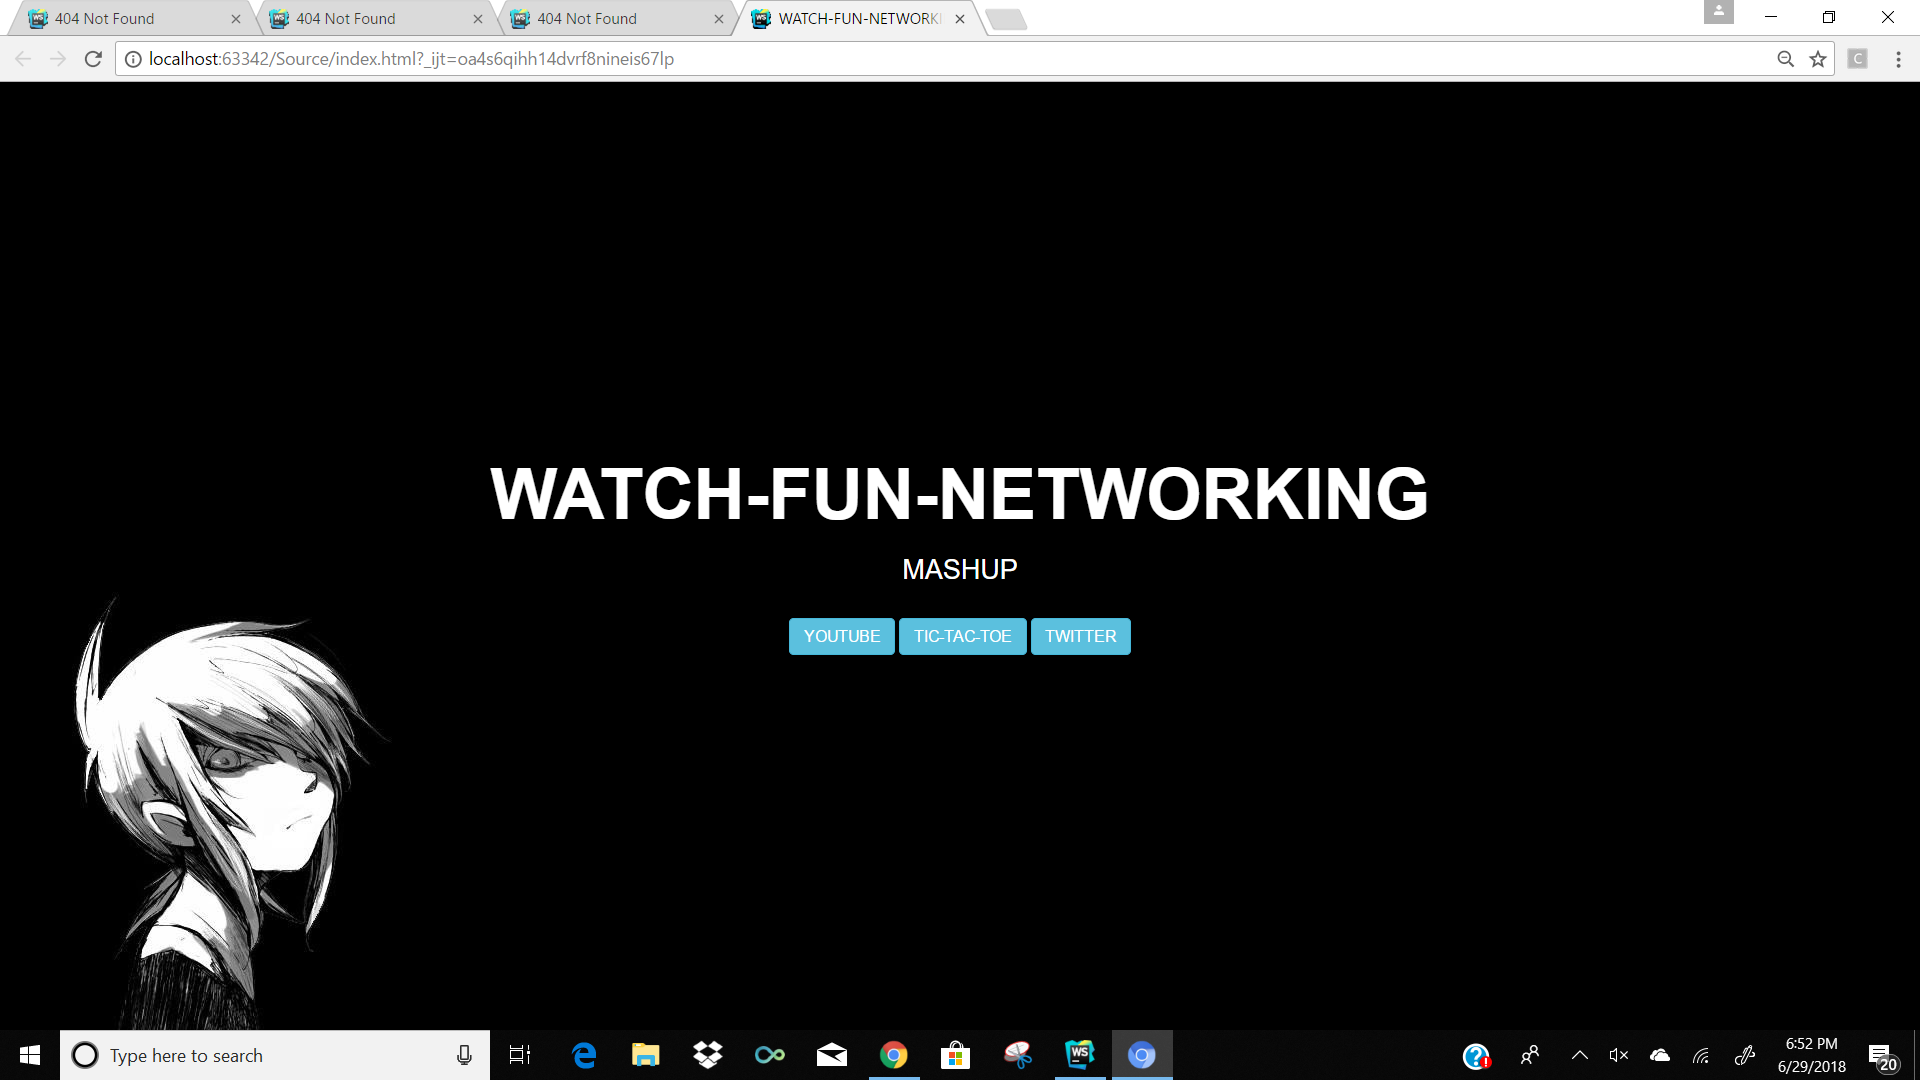 404 Not Found
404 Not Found
404 Not Found
WATCH-FUN-NETWORKI
localhost:63342/Source/index.html?_ijt=oa4s6qihh14dvrf8nineis67lp
C
WATCH-FUN-NETWORKING
MASHUP
YOUTUBE TIC-TAC-TOE TWITTER
Type here to search
WS
6:52 PM
6/29/2018
20